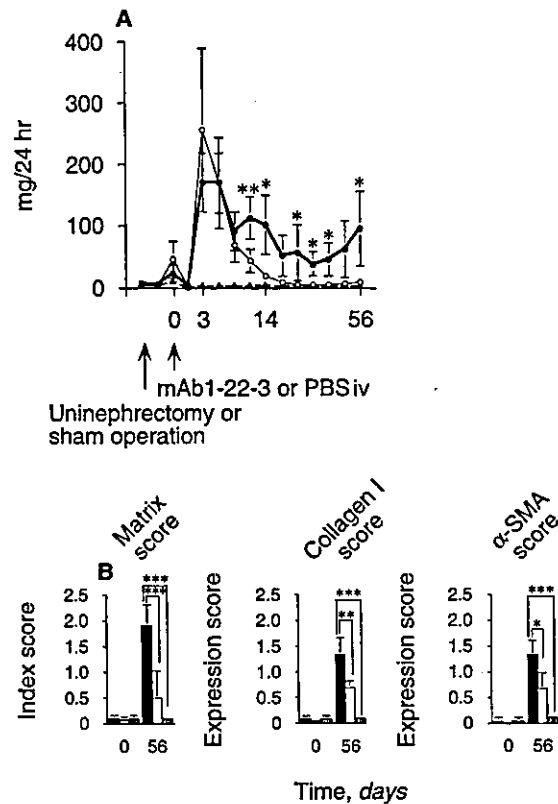 A
400
300
200
100
0
mg/24 hr
** *
* * * *
0 3 14 56
mAb1-22-3 or PBS iv
Uninephrectomy or
sham operation
B
Matrix
score
Index score
2.5
2.0
1.5
1.0
0.5
0
***
***
0 56
Collagen I
score
Expression score
2.5
2.0
1.5
1.0
0.5
0
***
**
0 56
α-SMA
score
Expression score
2.5
2.0
1.5
1.0
0.5
0
***
*
0 56
Time, days